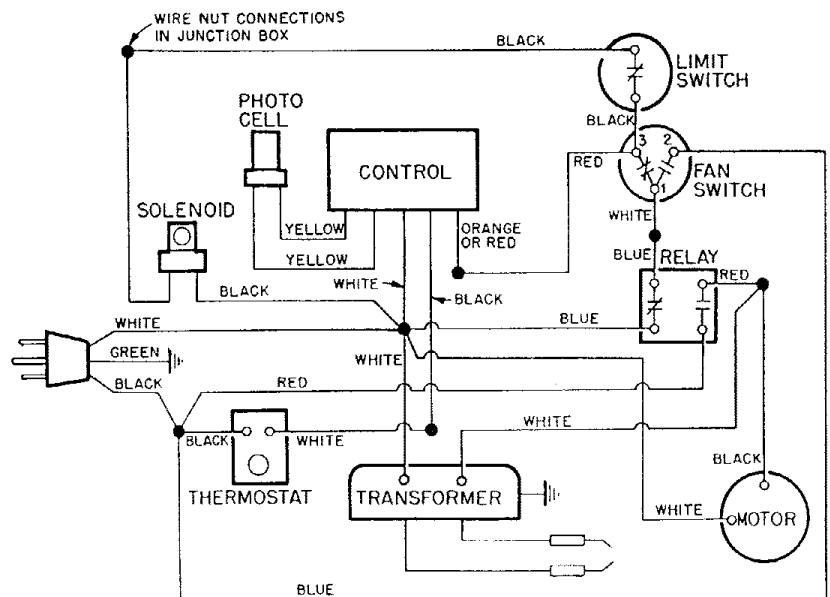 WIRE NUT CONNECTIONS
IN JUNCTION BOX
BLACK
LIMIT
SWITCH
PHOTO
CELL
BLACK
CONTROL
3 2
RED
FAN
SWITCH
1
SOLENOID
YELLOW
ORANGE
OR RED
WHITE
YELLOW
BLUE
RELAY
WHITE
RED
BLACK
BLACK
WHITE
BLUE
GREEN
WHITE
BLACK
RED
WHITE
BLACK
WHITE
BLACK
THERMOSTAT
TRANSFORMER
WHITE
MOTOR
BLUE